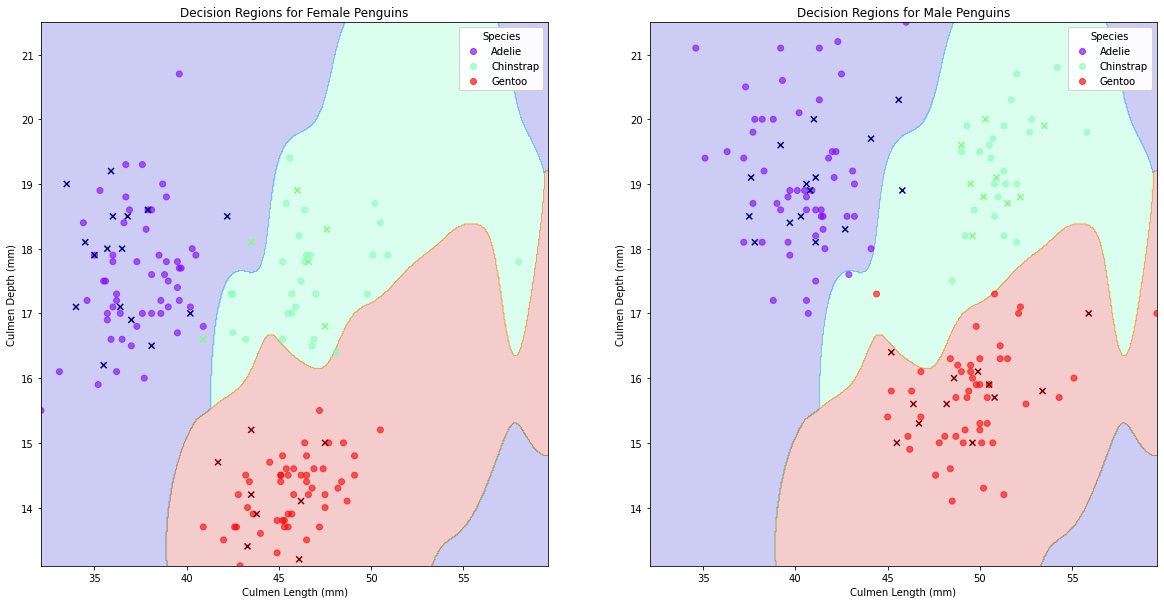 Decision Regions for Female Penguins
Species
Adelie
Chinstrap
Gentoo
21
20
19
18
17
16
15
14
Culmen Depth (mm)
35 40 45 50 55
Culmen Length (mm)
Decision Regions for Male Penguins
Species
Adelie
Chinstrap
Gentoo
21
20
19
18
17
16
15
14
Culmen Depth (mm)
35 40 45 50 55
Culmen Length (mm)